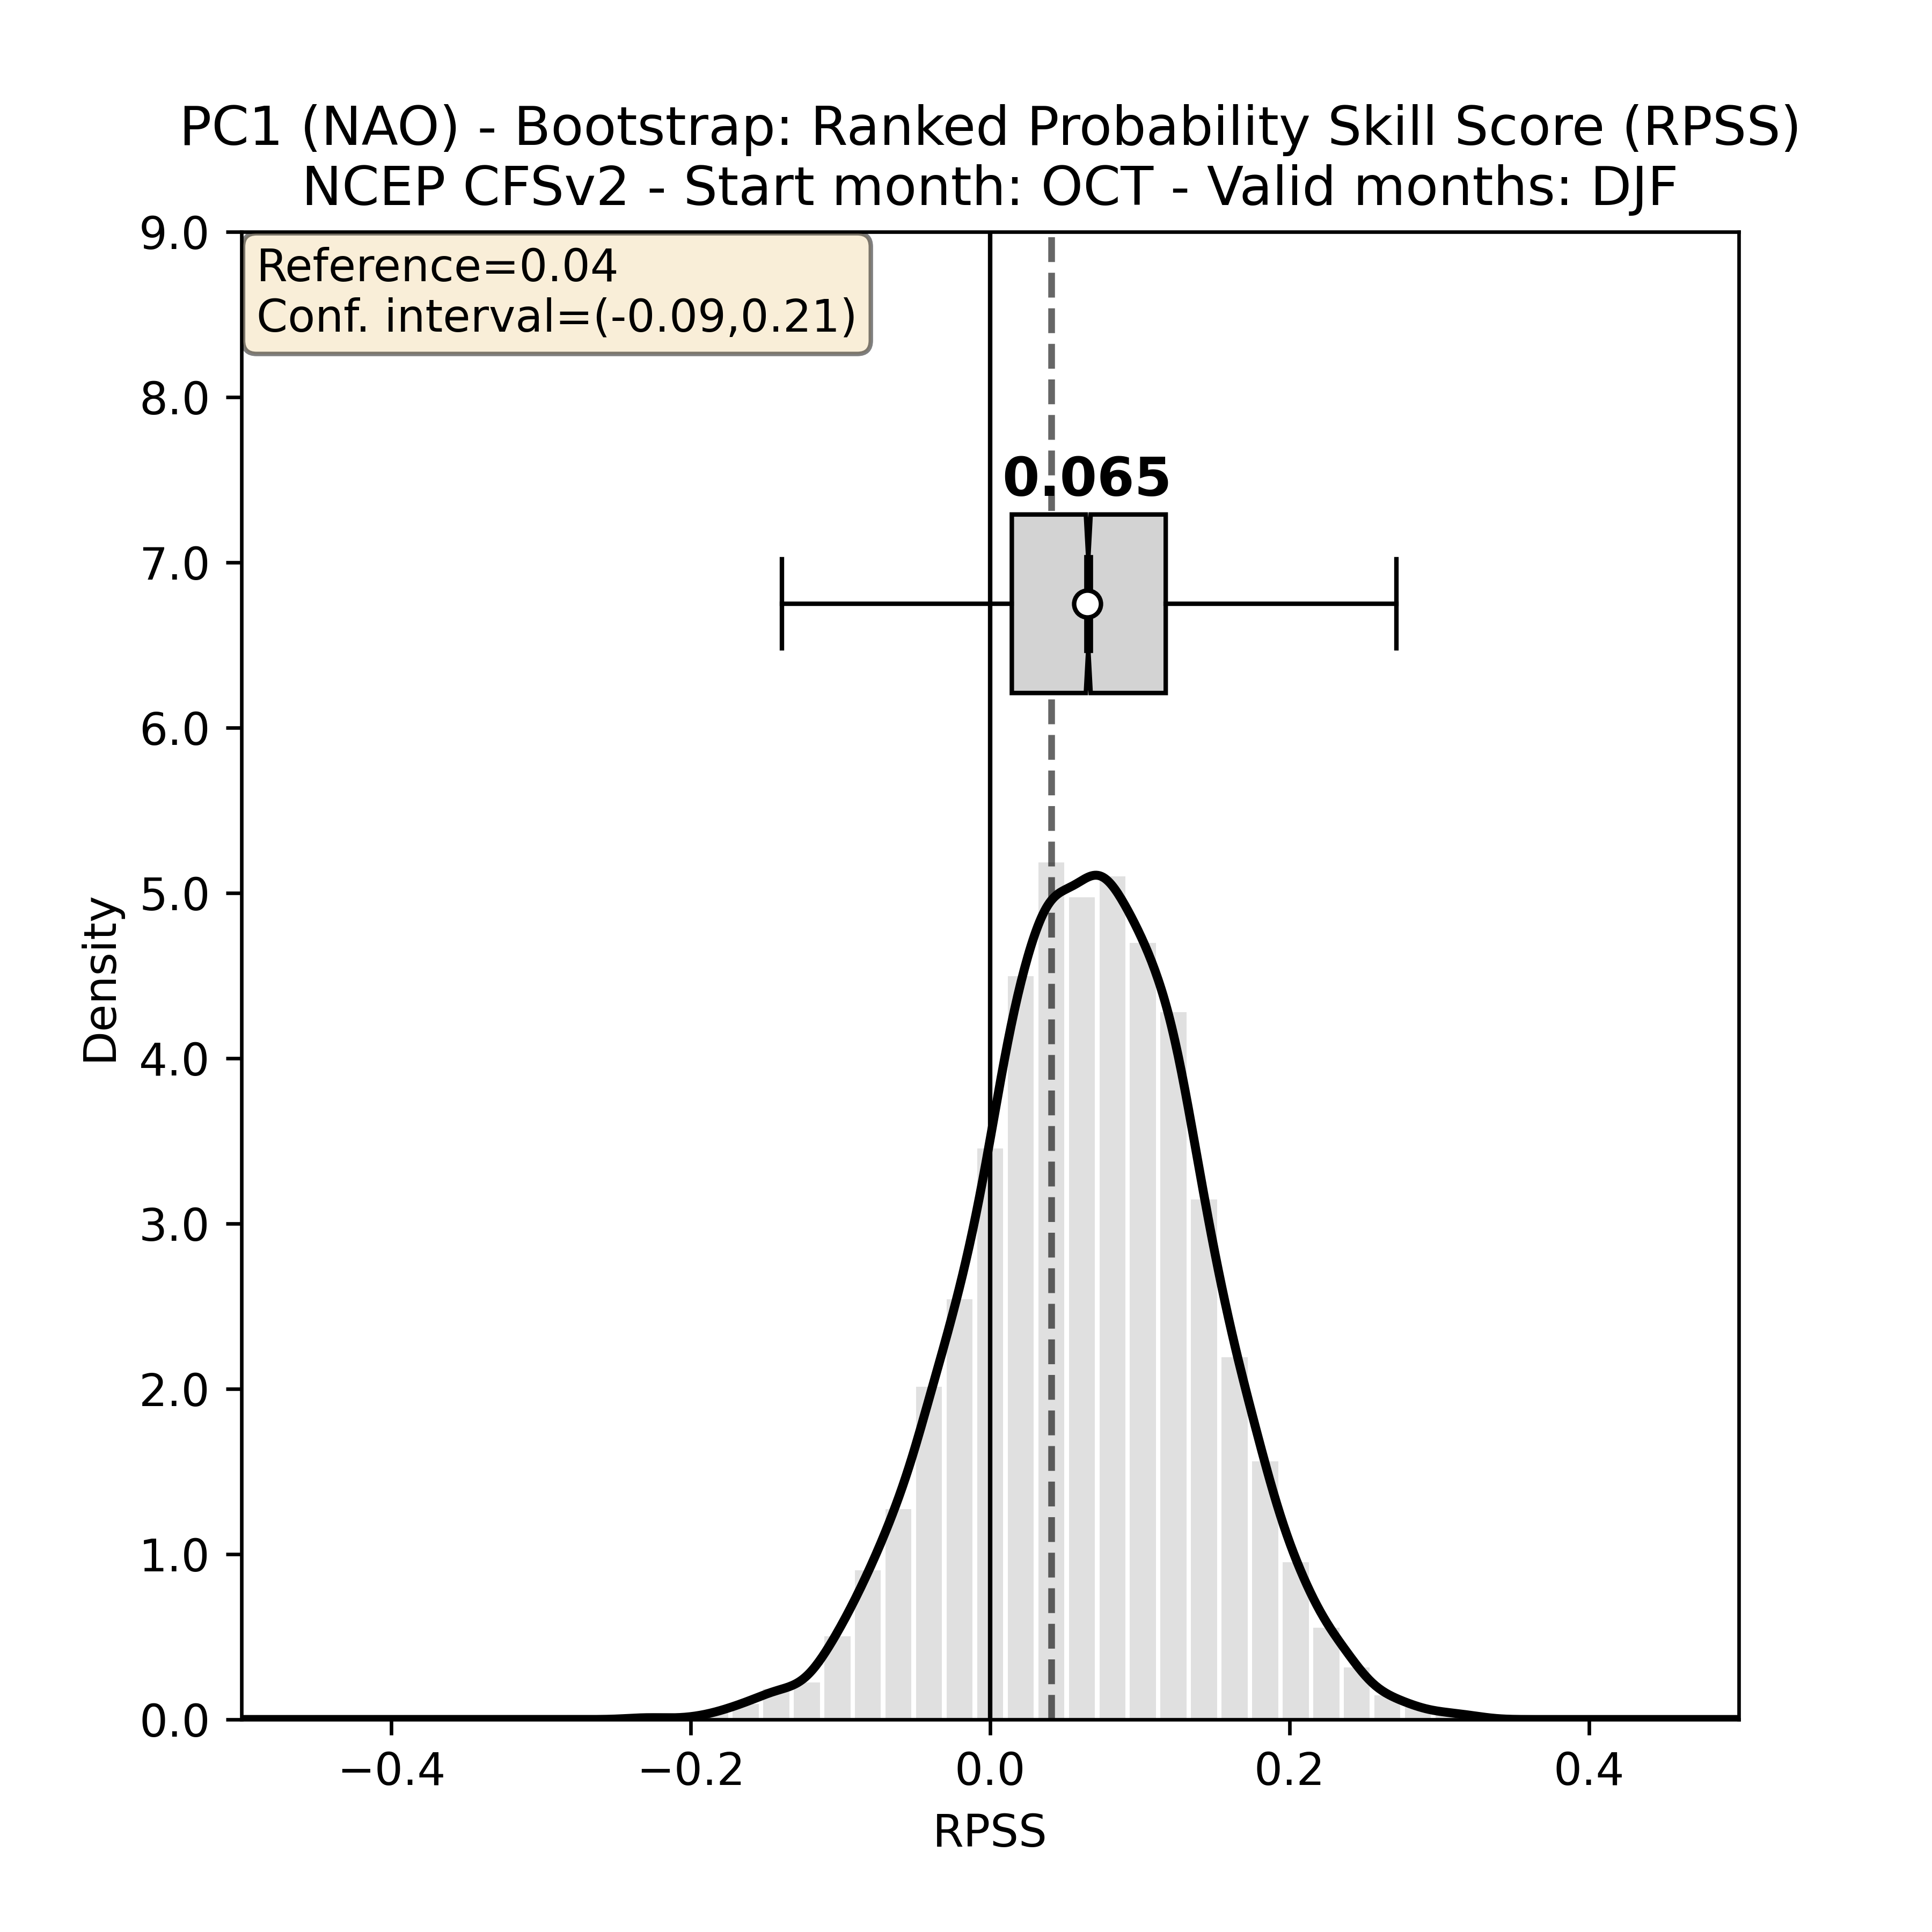 PC1 (NAO) - Bootstrap: Ranked Probability Skill Score (RPSS)
NCEP CFSv2 - Start month: OCT - Valid months: DJF
Reference=0.04
Conf. interval=(-0.09,0.21)
0.065
9.0
8.0
7.0
6.0
5.0
4.0
3.0
2.0
1.0
0.0
Density
−0.4
−0.2
0.0
0.2
0.4
RPSS